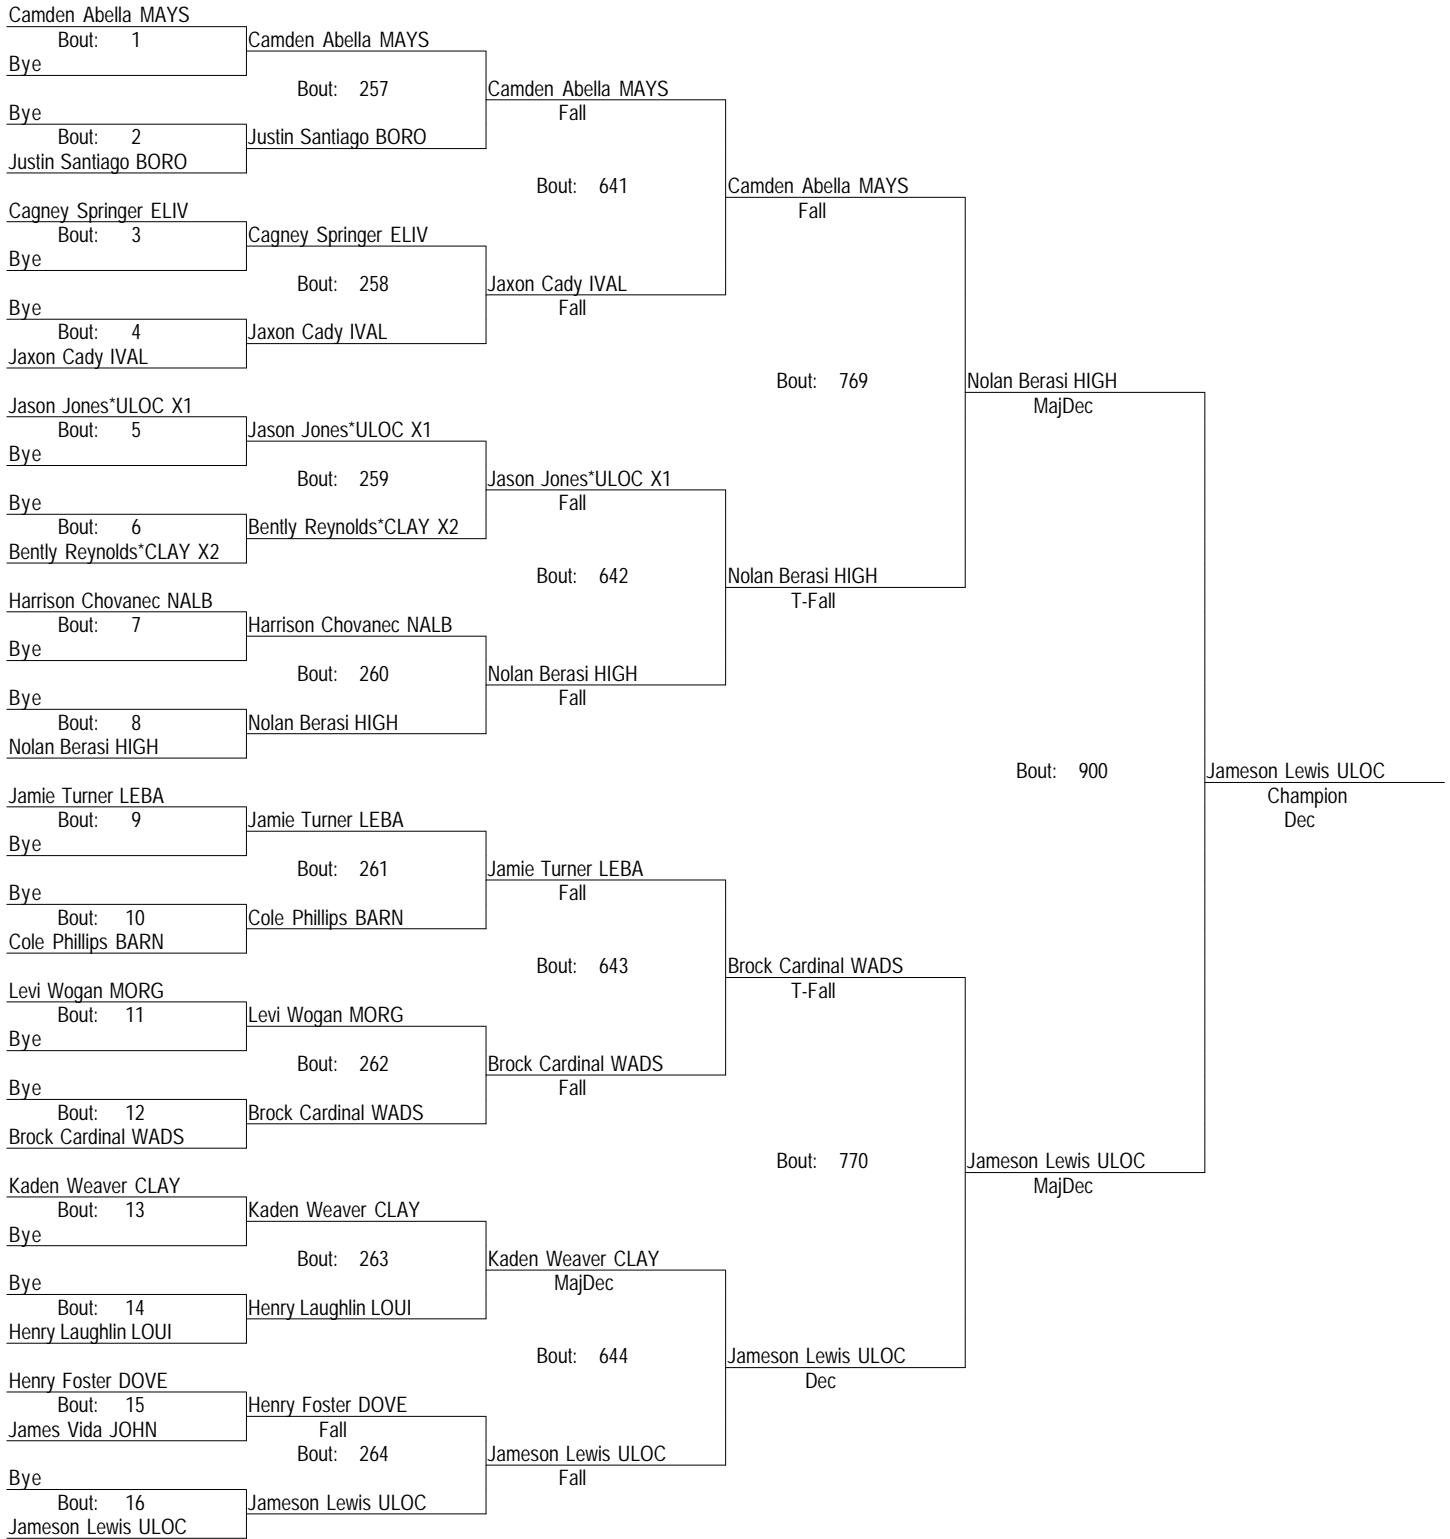 Camden Abella MAYS
Bout: 1
Bye
Bye
Bout: 2
Justin Santiago BORO
Cagney Springer ELIV
Bout: 3
Bye
Bye
Bout: 4
Jaxon Cady IVAL
Jason Jones*ULOC X1
Bout: 5
Bye
Bye
Bout: 6
Bently Reynolds*CLAY X2
Harrison Chovanec NALB
Bout: 7
Bye
Bye
Bout: 8
Nolan Berasi HIGH
Jamie Turner LEBA
Bout: 9
Bye
Bye
Bout: 10
Cole Phillips BARN
Levi Wogan MORG
Bout: 11
Bye
Bye
Bout: 12
Brock Cardinal WADS
Kaden Weaver CLAY
Bout: 13
Bye
Bye
Bout: 14
Henry Laughlin LOUI
Henry Foster DOVE
Bout: 15
James Vida JOHN
Bye
Bout: 16
Jameson Lewis ULOC
Camden Abella MAYS
Bout: 257
Justin Santiago BORO
Cagney Springer ELIV
Bout: 258
Jaxon Cady IVAL
Jason Jones*ULOC X1
Bout: 259
Bently Reynolds*CLAY X2
Harrison Chovanec NALB
Bout: 260
Nolan Berasi HIGH
Jamie Turner LEBA
Bout: 261
Cole Phillips BARN
Levi Wogan MORG
Bout: 262
Brock Cardinal WADS
Kaden Weaver CLAY
Bout: 263
Henry Laughlin LOUI
Henry Foster DOVE
Fall
Bout: 264
Jameson Lewis ULOC
Camden Abella MAYS
Fall
Bout: 641
Jaxon Cady IVAL
Fall
Jason Jones*ULOC X1
Fall
Bout: 642
Nolan Berasi HIGH
Fall
Jamie Turner LEBA
Fall
Bout: 643
Brock Cardinal WADS
Fall
Kaden Weaver CLAY
MajDec
Bout: 644
Jameson Lewis ULOC
Fall
Camden Abella MAYS
Fall
Bout: 769
Nolan Berasi HIGH
T-Fall
Brock Cardinal WADS
T-Fall
Bout: 770
Jameson Lewis ULOC
Dec
Nolan Berasi HIGH
MajDec
Bout: 900
Jameson Lewis ULOC
MajDec
Jameson Lewis ULOC
Champion
Dec